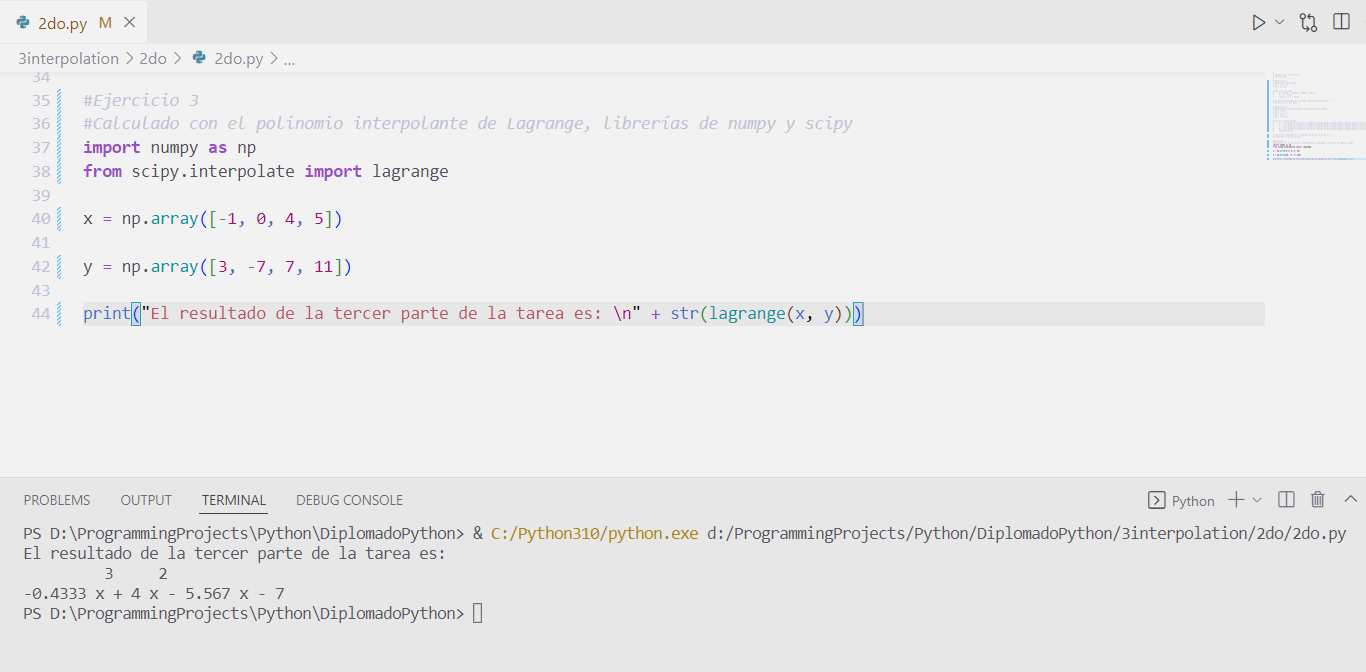 2do.py M
3interpolation > 2do > 2do.py > ...
34
35 #Ejercicio 3
36 #Calculado con el polinomio interpolante de Lagrange, librerías de numpy y scipy
37 import numpy as np
38 from scipy.interpolate import lagrange
39
40 x = np.array([-1, 0, 4, 5])
41
42 y = np.array([3, -7, 7, 11])
43
44 print("El resultado de la tercer parte de la tarea es: \n" + str(lagrange(x, y)))
PROBLEMS OUTPUT TERMINAL DEBUG CONSOLE Python
PS D:\ProgrammingProjects\Python\DiplomadoPython> & C:/Python310/python.exe d:/ProgrammingProjects/Python/DiplomadoPython/3interpolation/2do/2do.py
El resultado de la tercer parte de la tarea es:
3 2
-0.4333 x + 4 x - 5.567 x - 7
PS D:\ProgrammingProjects\Python\DiplomadoPython>